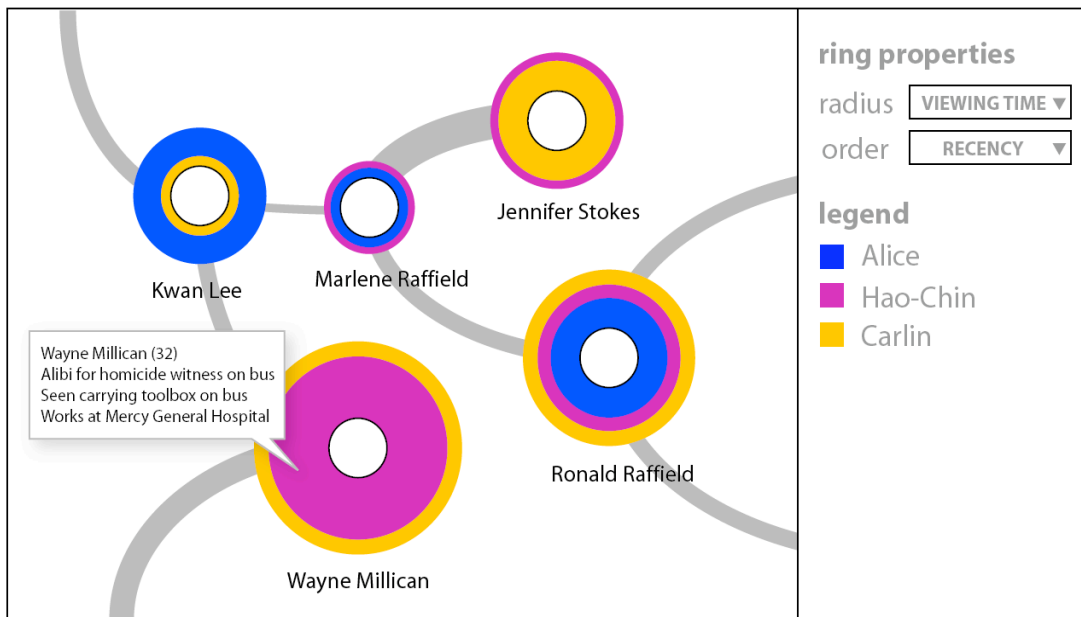 Jennifer Stokes
Kwan Lee
Marlene Raffield
Wayne Millican (32)
Alibi for homicide witness on bus
Seen carrying toolbox on bus
Works at Mercy General Hospital
Ronald Raffield
Wayne Millican
ring properties
radius VIEWING TIME ▼
order RECENCY ▼
legend
Alice
Hao-Chin
Carlin